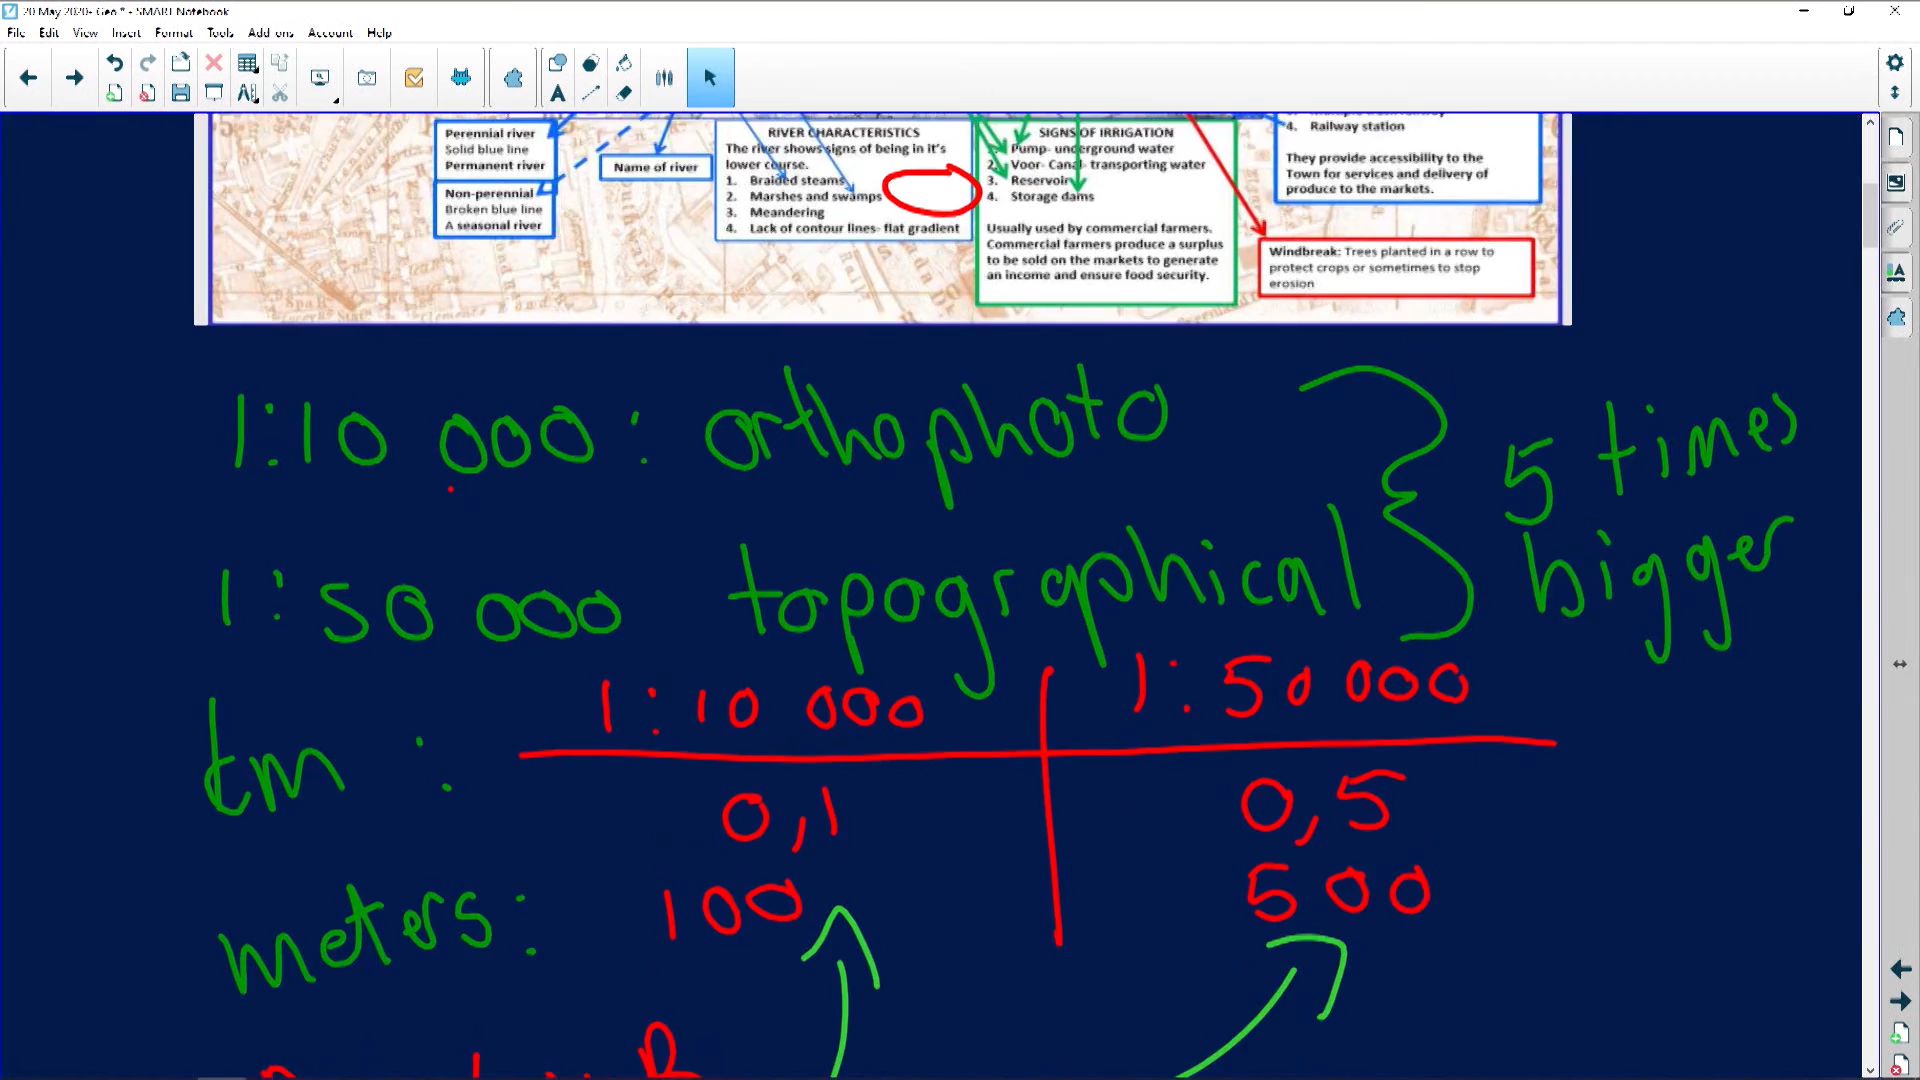 20 May 2020- Geo * - SMART Notebook
File Edit View Insert Format Tools Add-ons Account Help
Perennial river
Solid blue line
Permanent river
Non-perennial
Broken blue line
A seasonal river
Name of river
RIVER CHARACTERISTICS
The river shows signs of being in it's
lower course.
1. Braided steams
2. Marshes and swamps
3. Meandering
4. Lack of contour lines- flat gradient
SIGNS OF IRRIGATION
Pump- underground water
2. Voor- Canal- transporting water
3. Reservoir
4. Storage dams
Usually used by commercial farmers.
Commercial farmers produce a surplus
to be sold on the markets to generate
an income and ensure food security.
4. Railway station
They provide accessibility to the
Town for services and delivery of
produce to the markets.
Windbreak: Trees planted in a row to
protect crops or sometimes to stop
erosion
1:10 000: orthophoto
1:50 000 topographical
5 times
bigger
1:10 000
1:50 000
km :
0,1
0,5
meters:
100
500